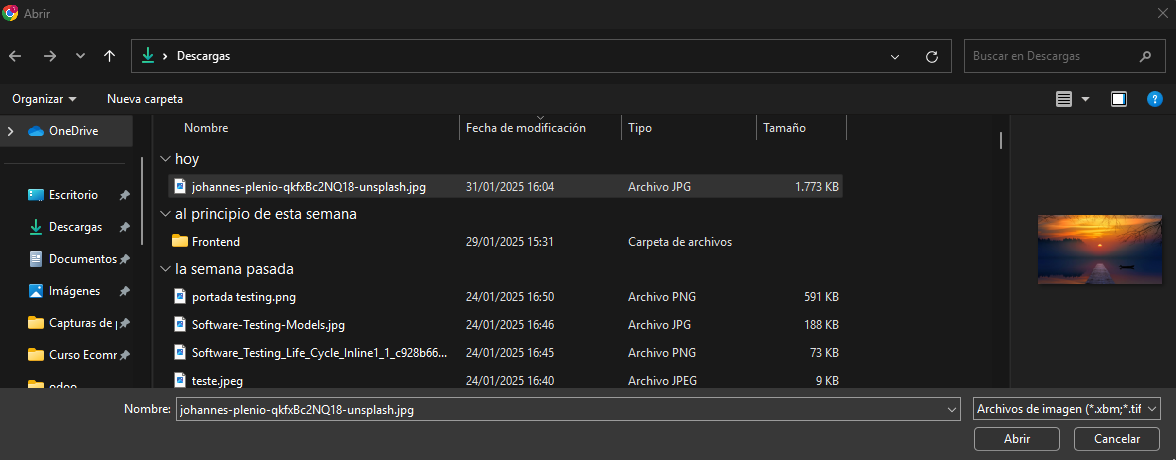 Abrir
Descargas
Buscar en Descargas
Organizar
Nueva carpeta
OneDrive
Nombre Fecha de modificación Tipo Tamaño
hoy
johannes-plenio-qkfxBc2NQ18-unsplash.jpg 31/01/2025 16:04 Archivo JPG 1.773 KB
al principio de esta semana
Escritorio
Descargas
Frontend 29/01/2025 15:31 Carpeta de archivos
Documentos
la semana pasada
Imágenes
portada testing.png 24/01/2025 16:50 Archivo PNG 591 KB
Capturas de p
Software-Testing-Models.jpg 24/01/2025 16:46 Archivo JPG 188 KB
Curso Ecomr
Software_Testing_Life_Cycle_Inline1_1_c928b66... 24/01/2025 16:45 Archivo PNG 73 KB
odoo
teste.jpeg 24/01/2025 16:40 Archivo JPEG 9 KB
Nombre: johannes-plenio-qkfxBc2NQ18-unsplash.jpg
Archivos de imagen (*.xbm;*.tif
Abrir
Cancelar